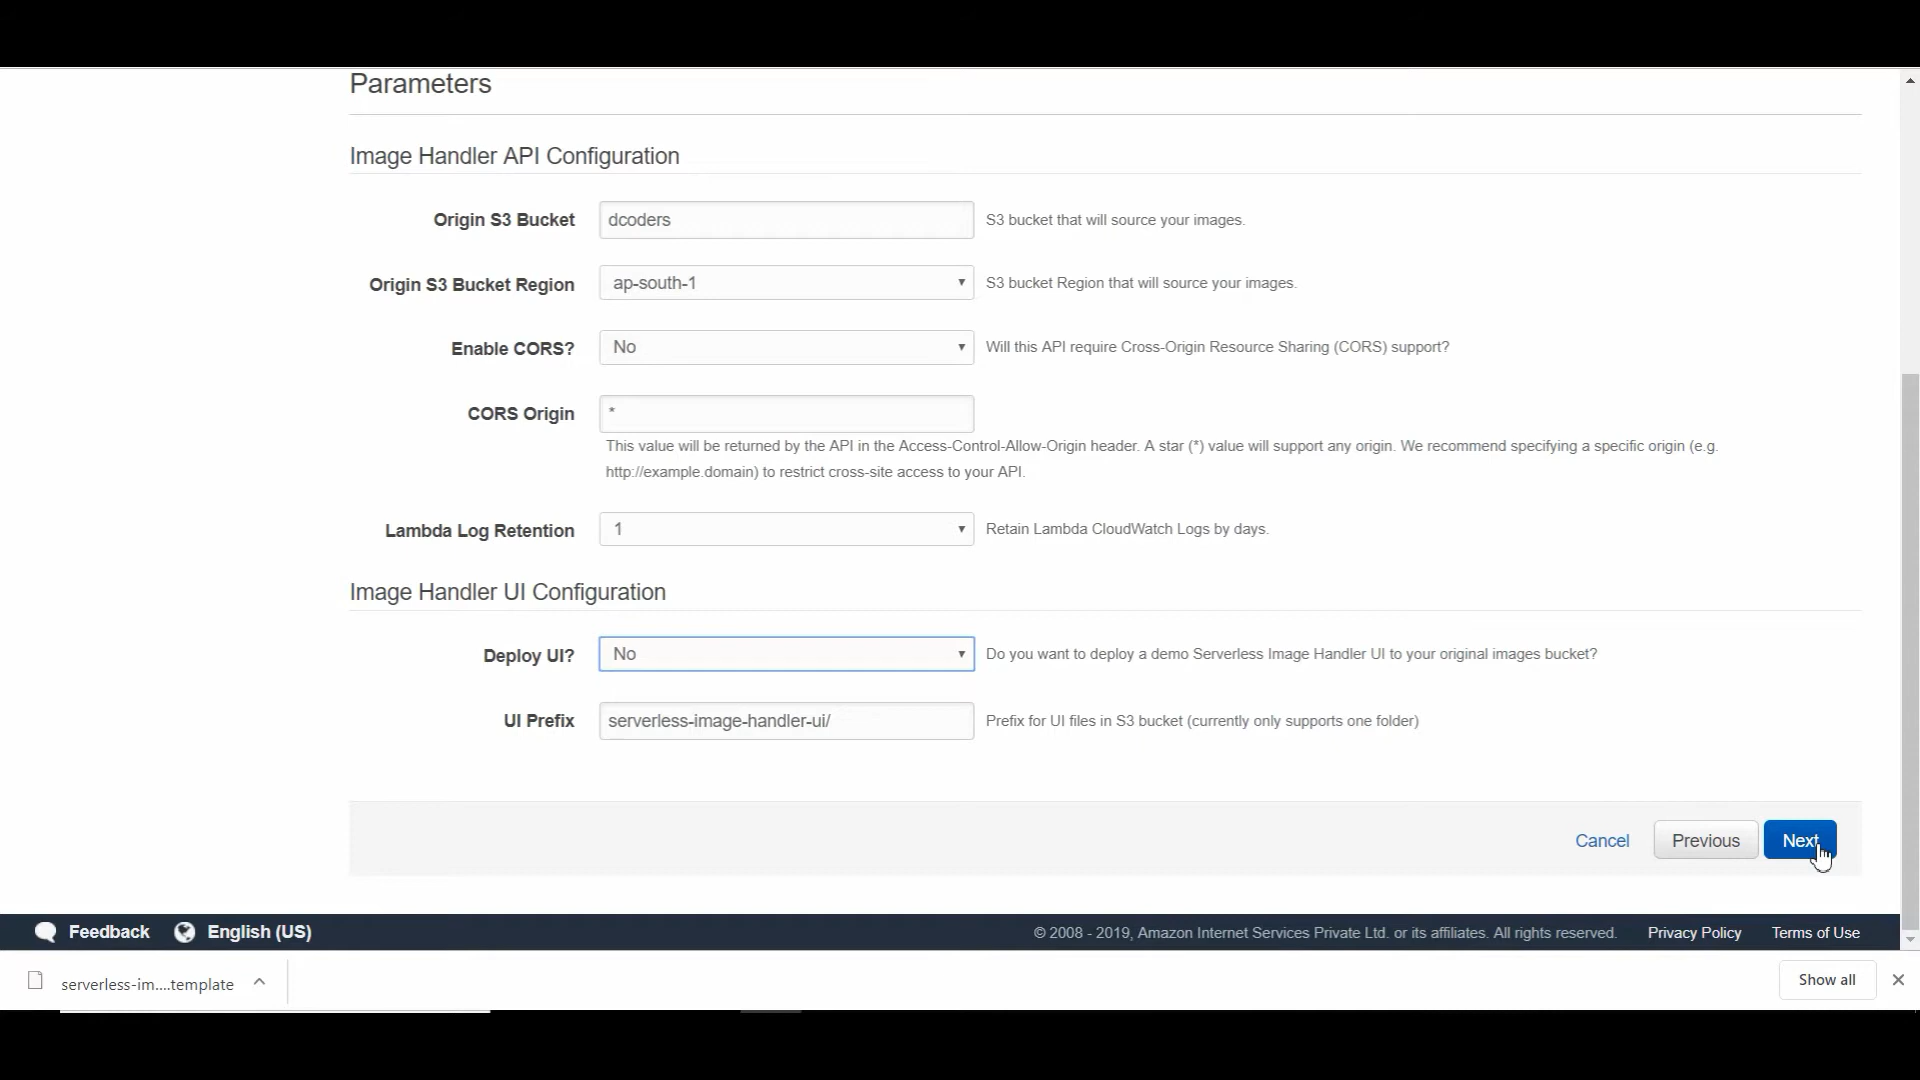 Parameters
Image Handler API Configuration
Origin S3 Bucket dcoders S3 bucket that will source your images.
Origin S3 Bucket Region ap-south-1 S3 bucket Region that will source your images.
Enable CORS? No Will this API require Cross-Origin Resource Sharing (CORS) support?
CORS Origin *
This value will be returned by the API in the Access-Control-Allow-Origin header. A star (*) value will support any origin. We recommend specifying a specific origin (e.g.
http://example.domain) to restrict cross-site access to your API.
Lambda Log Retention 1 Retain Lambda CloudWatch Logs by days.
Image Handler UI Configuration
Deploy UI? No Do you want to deploy a demo Serverless Image Handler UI to your original images bucket?
UI Prefix serverless-image-handler-ui/ Prefix for UI files in S3 bucket (currently only supports one folder)
Cancel Previous Next
Feedback English (US) © 2008 - 2019, Amazon Internet Services Private Ltd. or its affiliates. All rights reserved. Privacy Policy Terms of Use
serverless-im....template Show all